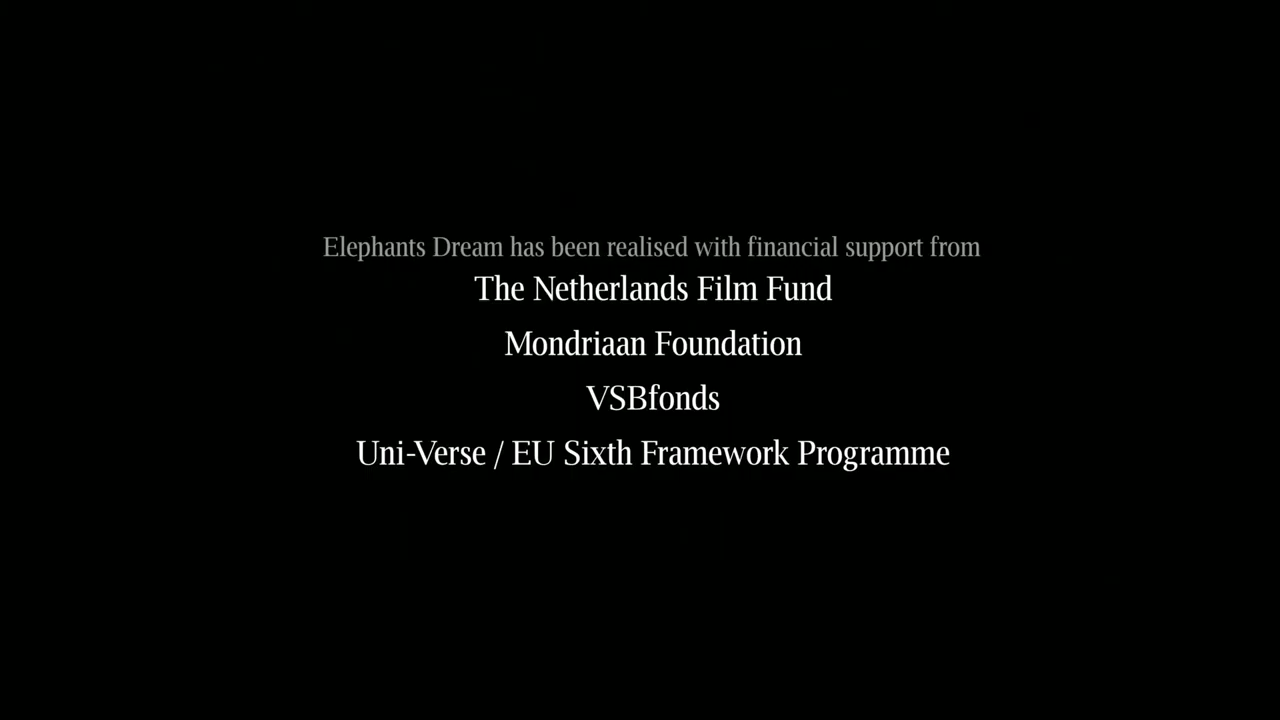 Elephants Dream has been realised with financial support from
The Netherlands Film Fund
Mondriaan Foundation
VSBfonds
Uni-Verse / EU Sixth Framework Programme